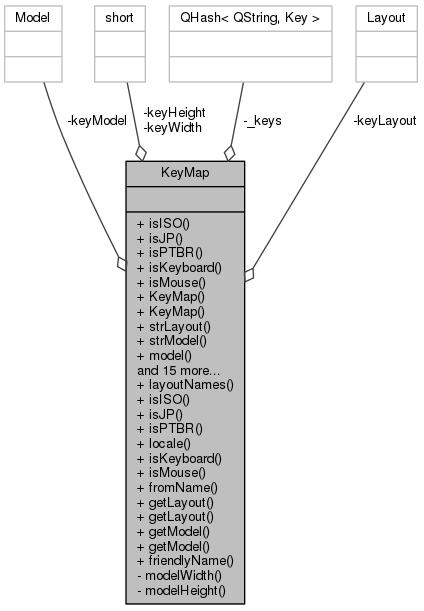 Model
short
QHash< QString, Key >
Layout
-keyModel
-keyHeight
-keyWidth
-_keys
-keyLayout
KeyMap
+ isISO()
+ isJP()
+ isPTBR()
+ isKeyboard()
+ isMouse()
+ KeyMap()
+ KeyMap()
+ strLayout()
+ strModel()
+ model()
and 15 more...
+ layoutNames()
+ isISO()
+ isJP()
+ isPTBR()
+ locale()
+ isKeyboard()
+ isMouse()
+ fromName()
+ getLayout()
+ getLayout()
+ getModel()
+ getModel()
+ friendlyName()
- modelWidth()
- modelHeight()